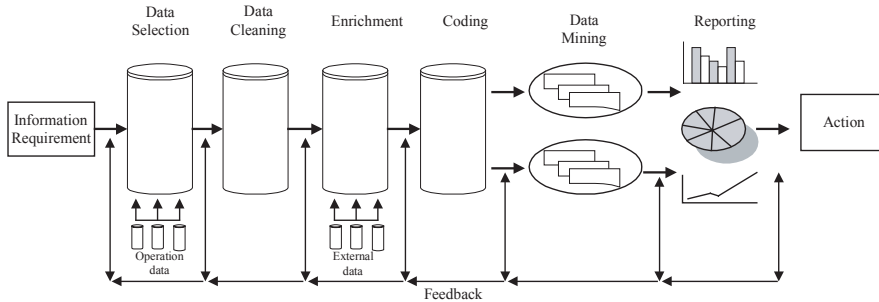 Data
Selection
Data
Cleaning
Enrichment
Coding
Data
Mining
Reporting
Information
Requirement
Action
Operation
data
External
data
Feedback